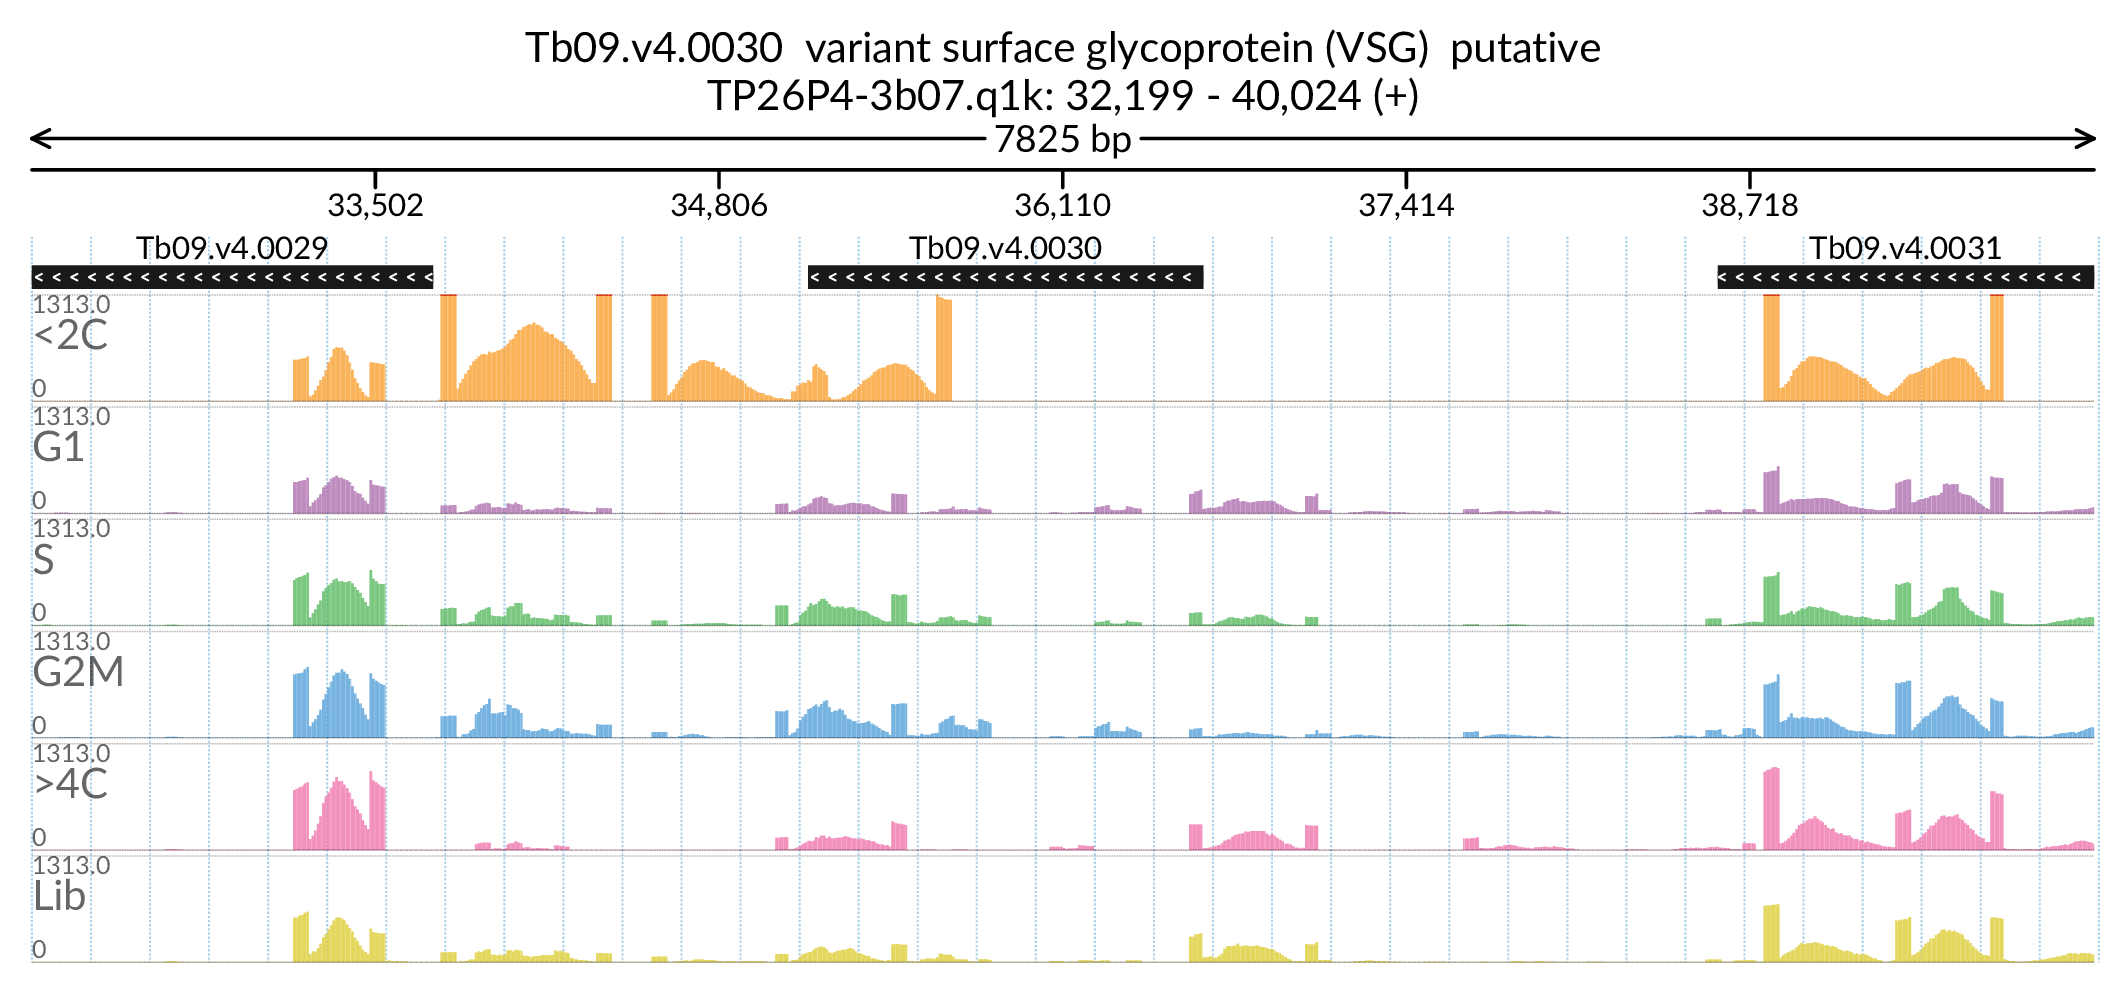 Tb09.v4.0030  variant surface glycoprotein (VSG)  putative
TP26P4-3b07.q1k: 32,199 - 40,024 (+)
7825 bp
33,502 34,806 36,110 37,414 38,718
Tb09.v4.0029 Tb09.v4.0030 Tb09.v4.0031
1313.0
<2C
0
1313.0
G1
0
1313.0
S
0
1313.0
G2M
0
1313.0
>4C
0
1313.0
Lib
0